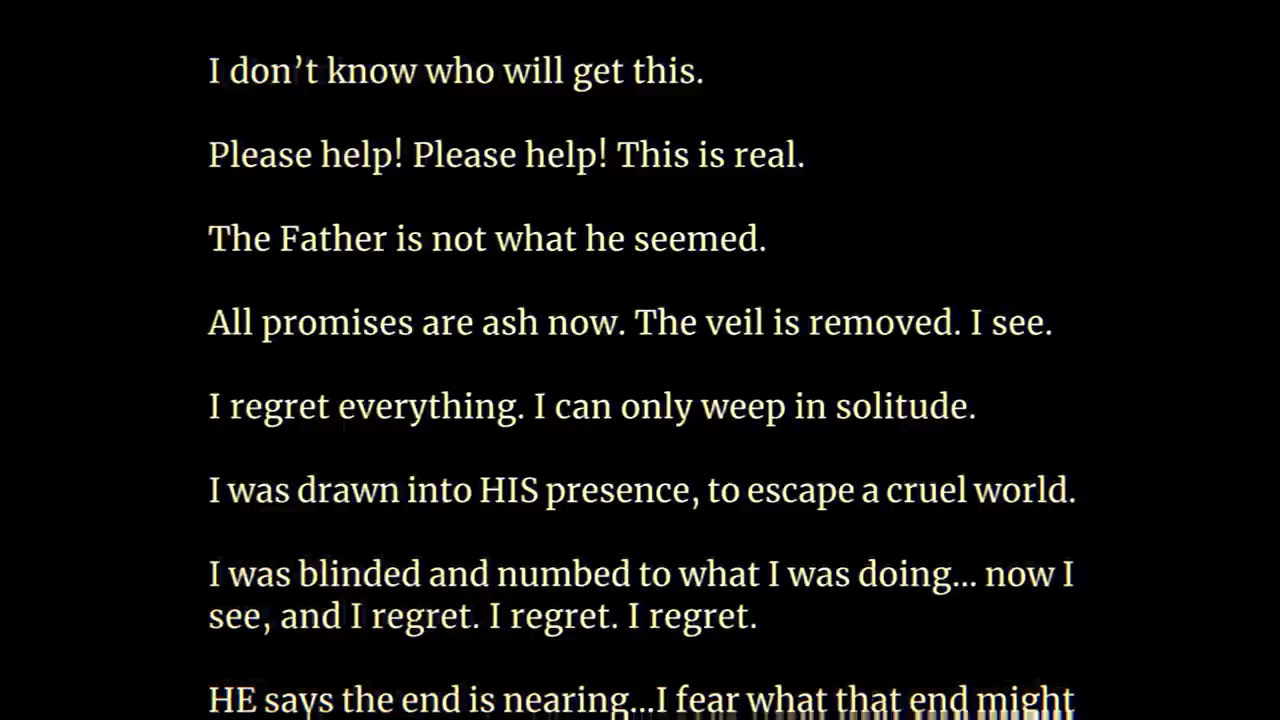 I don’t know who will get this.
Please help! Please help! This is real.
The Father is not what he seemed.
All promises are ash now. The veil is removed. I see.
I regret everything. I can only weep in solitude.
I was drawn into HIS presence, to escape a cruel world.
I was blinded and numbed to what I was doing... now I
see, and I regret. I regret. I regret.
HE says the end is nearing...I fear what that end might